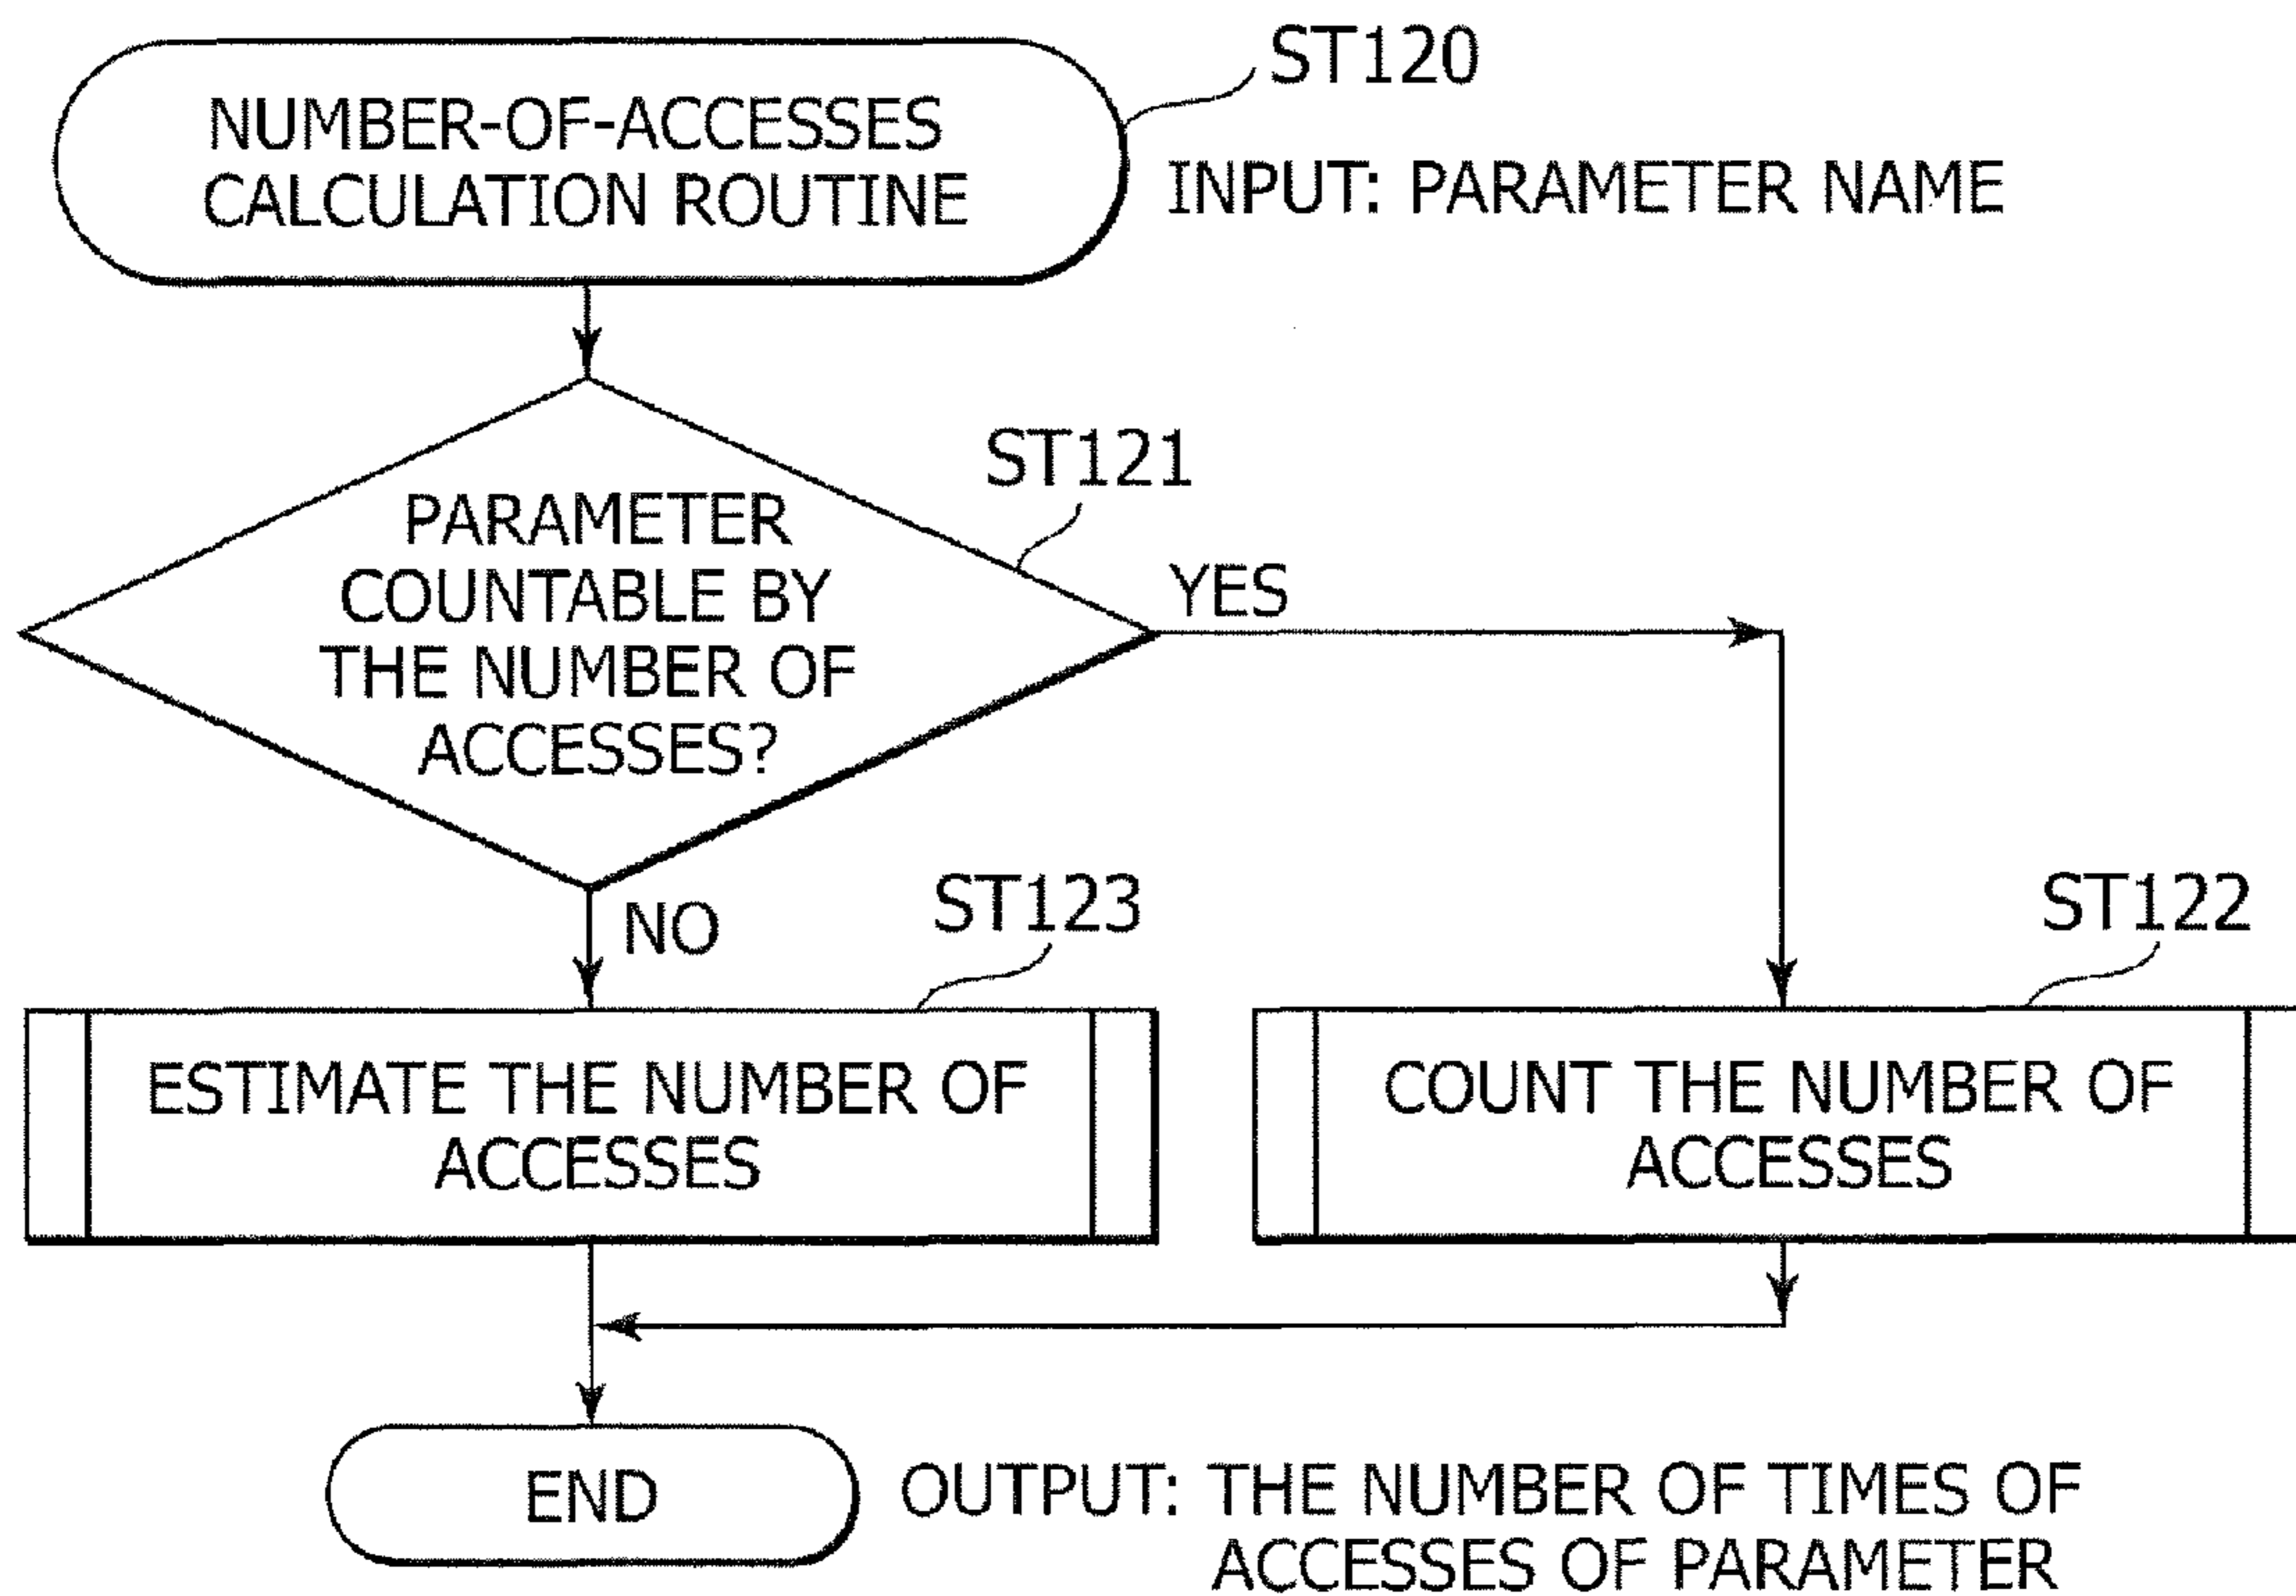 ST120
NUMBER-OF-ACCESSES
CALCULATION ROUTINE
INPUT: PARAMETER NAME
ST121
PARAMETER
COUNTABLE BY
THE NUMBER OF
ACCESSES?
YES
NO
ST123
ST122
ESTIMATE THE NUMBER OF
ACCESSES
COUNT THE NUMBER OF
ACCESSES
END
OUTPUT: THE NUMBER OF TIMES OF
ACCESSES OF PARAMETER